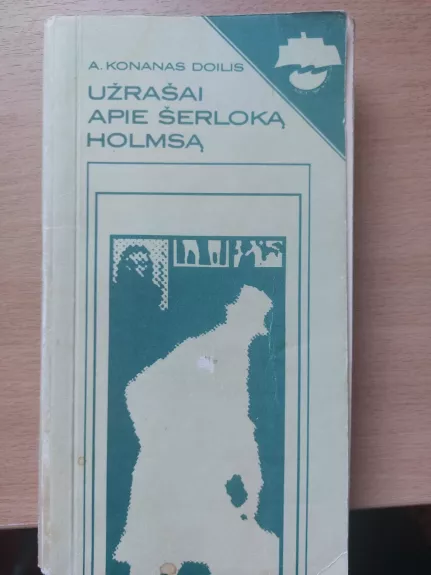 A. KONANAS DOILIS
UŽRAŠAI
APIE ŠERLOKĄ
HOLMSĄ